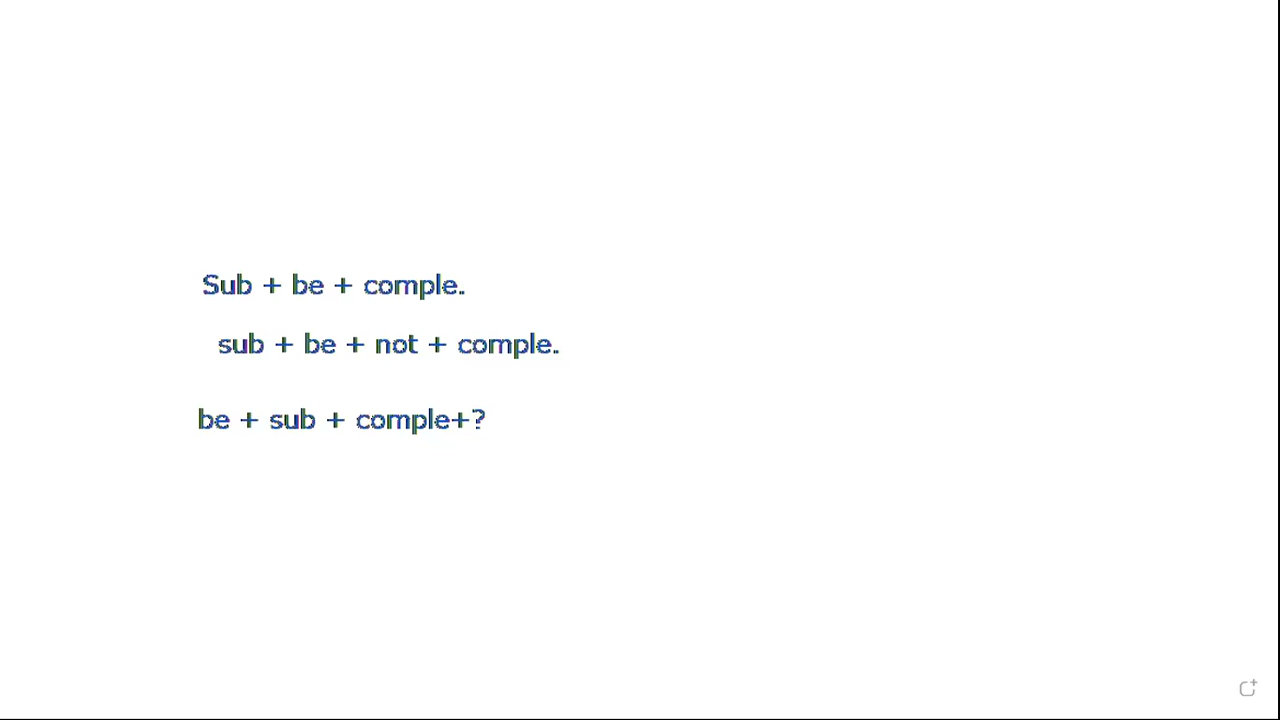 Sub + be + comple.
sub + be + not + comple.
be + sub + comple+?